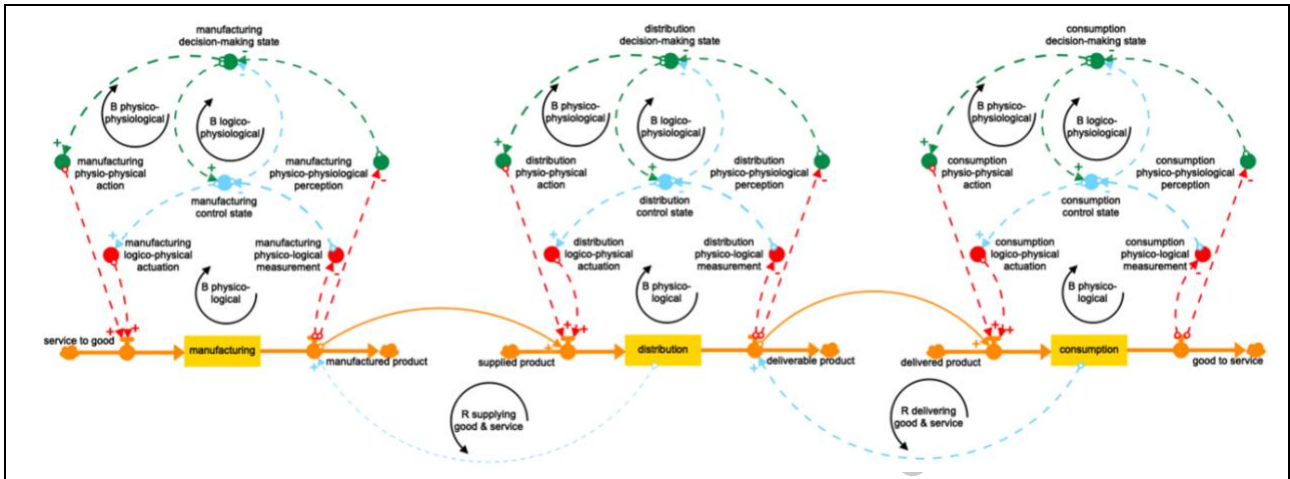 manufacturing
decision-making state
distribution
decision-making state
consumption
decision-making state
B physico-
physiological
B logico-
physiological
B physico-
physiological
B logico-
physiological
B physico-
physiological
B logico-
physiological
manufacturing
physio-physical
action
manufacturing
physico-physiological
perception
distribution
physio-physical
action
distribution
physico-physiological
perception
consumption
physio-physical
action
consumption
physico-physiological
perception
manufacturing
control state
distribution
control state
consumption
control state
manufacturing
logico-physical
actuation
manufacturing
physico-logical
measurement
distribution
logico-physical
actuation
distribution
physico-logical
measurement
consumption
logico-physical
actuation
consumption
physico-logical
measurement
B physico-
logical
B physico-
logical
B physico-
logical
service to good
manufacturing
manufactured product
supplied product
distribution
deliverable product
delivered product
consumption
good to service
R supplying
good & service
R delivering
good & service